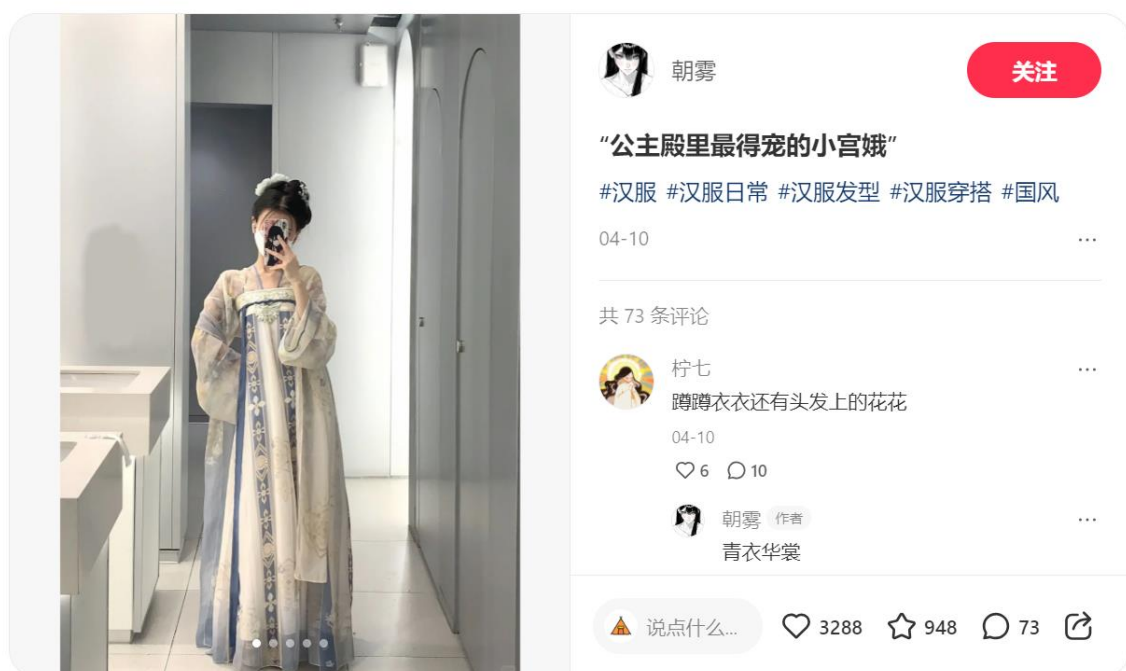 朝雾
关注
“公主殿里最得宠的小宫娥”
#汉服 #汉服日常 #汉服发型 #汉服穿搭 #国风
04-10
共 73 条评论
柠七
蹲蹲衣衣还有头发上的花花
04-10
6 10
朝雾 作者
青衣华裳
说点什么... 3288 948 73